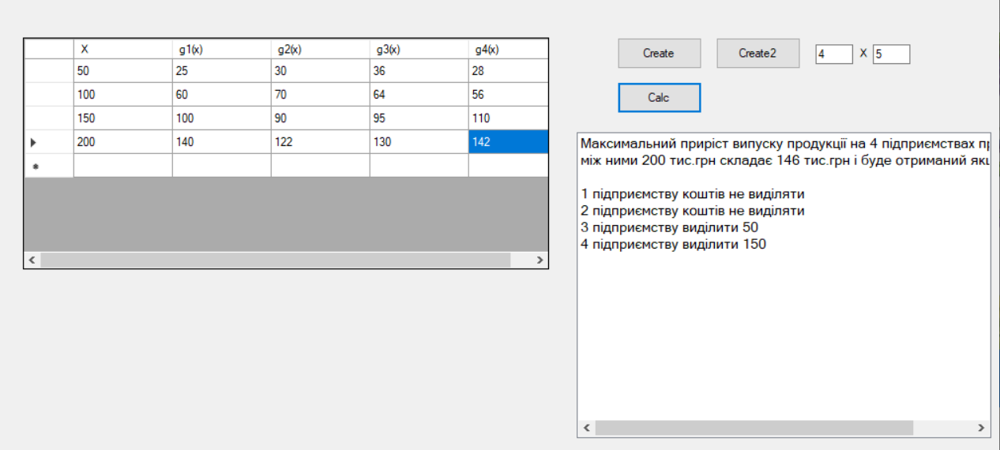 X g1(x) g2(x) g3(x) g4(x)
50 25 30 36 28
100 60 70 64 56
150 100 90 95 110
200 140 122 130 142
Create Create2 4 X 5
Calc
Максимальний приріст випуску продукції на 4 підприємствах
між ними 200 тис.грн складає 146 тис.грн і буде отриманий
1 підприємству коштів не виділяти
2 підприємству коштів не виділяти
3 підприємству виділити 50
4 підприємству виділити 150